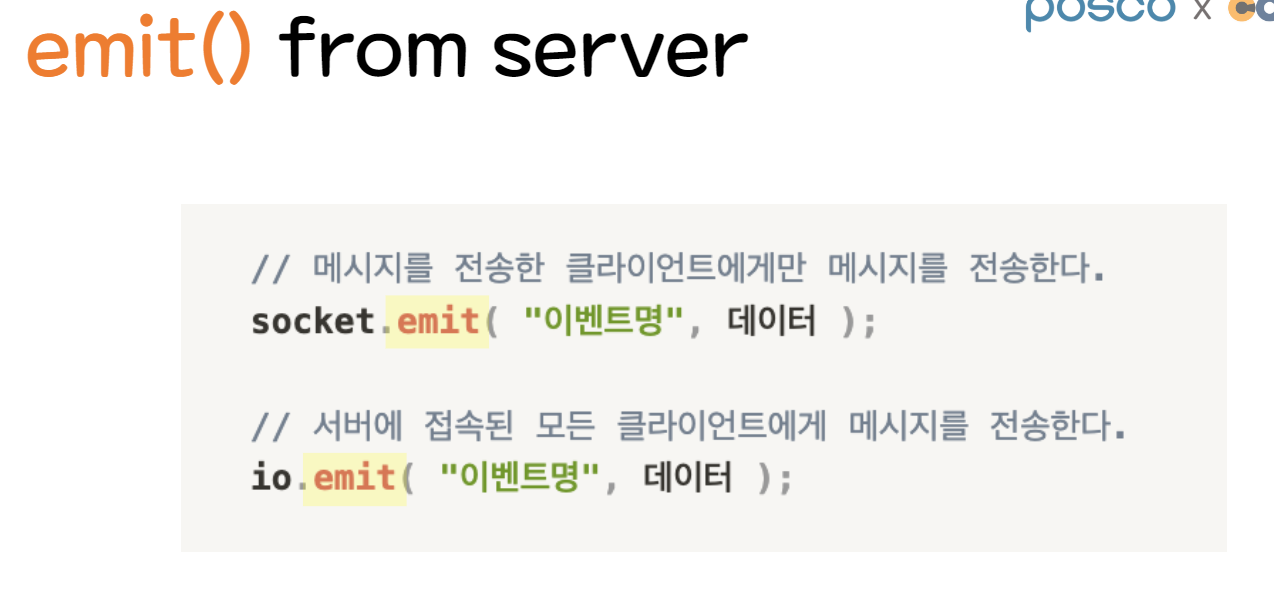 posco x
emit() from server
// 메시지를 전송한 클라이언트에게만 메시지를 전송한다.
socket.emit( "이벤트명", 데이터 );
// 서버에 접속된 모든 클라이언트에게 메시지를 전송한다.
io.emit( "이벤트명", 데이터 );